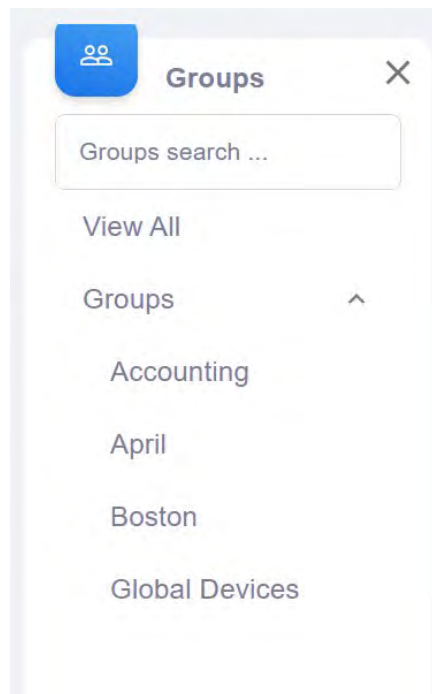 Groups
Groups search ...
View All
Groups
Accounting
April
Boston
Global Devices